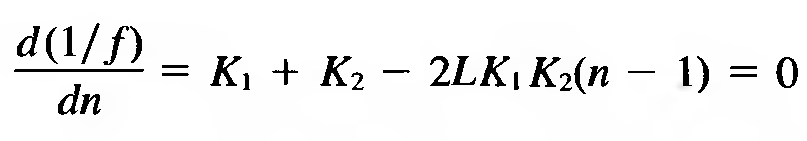 d(1/f)/dn = K₁ + K₂ − 2LK₁K₂(n − 1) = 0